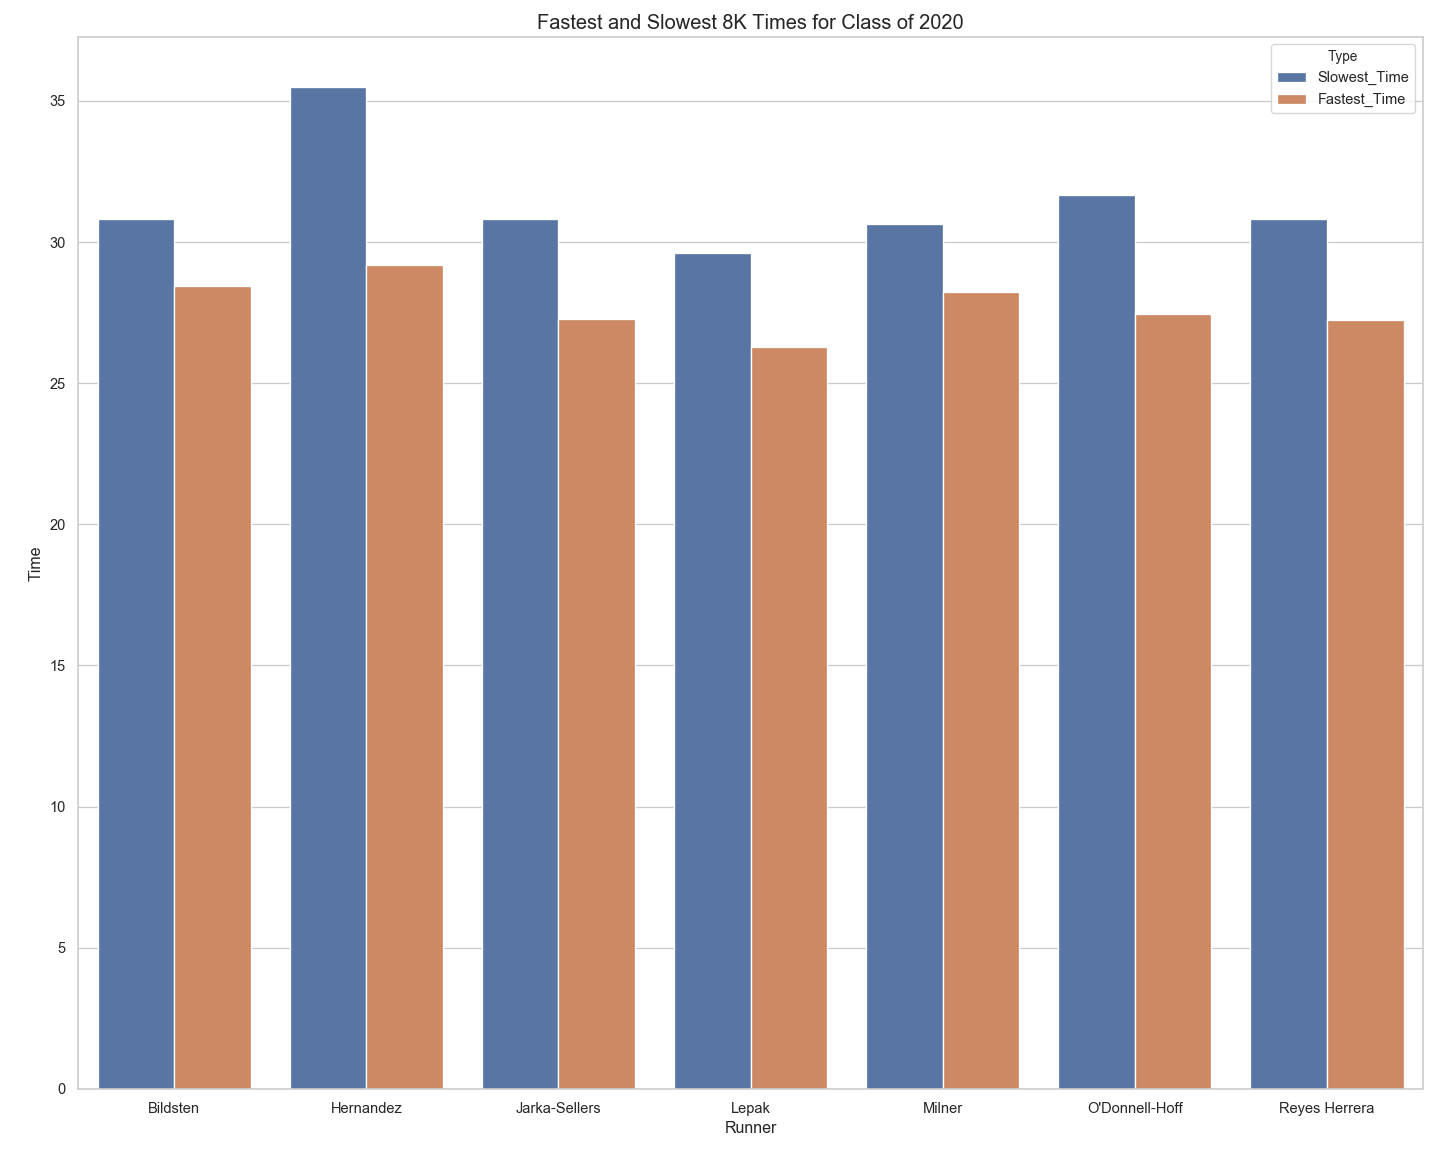 Fastest and Slowest 8K Times for Class of 2020
Type
Slowest_Time
Fastest_Time
35
30
25
20
15
10
5
0
Time
Bildsten
Hernandez
Jarka-Sellers
Lepak
Milner
O'Donnell-Hoff
Reyes Herrera
Runner